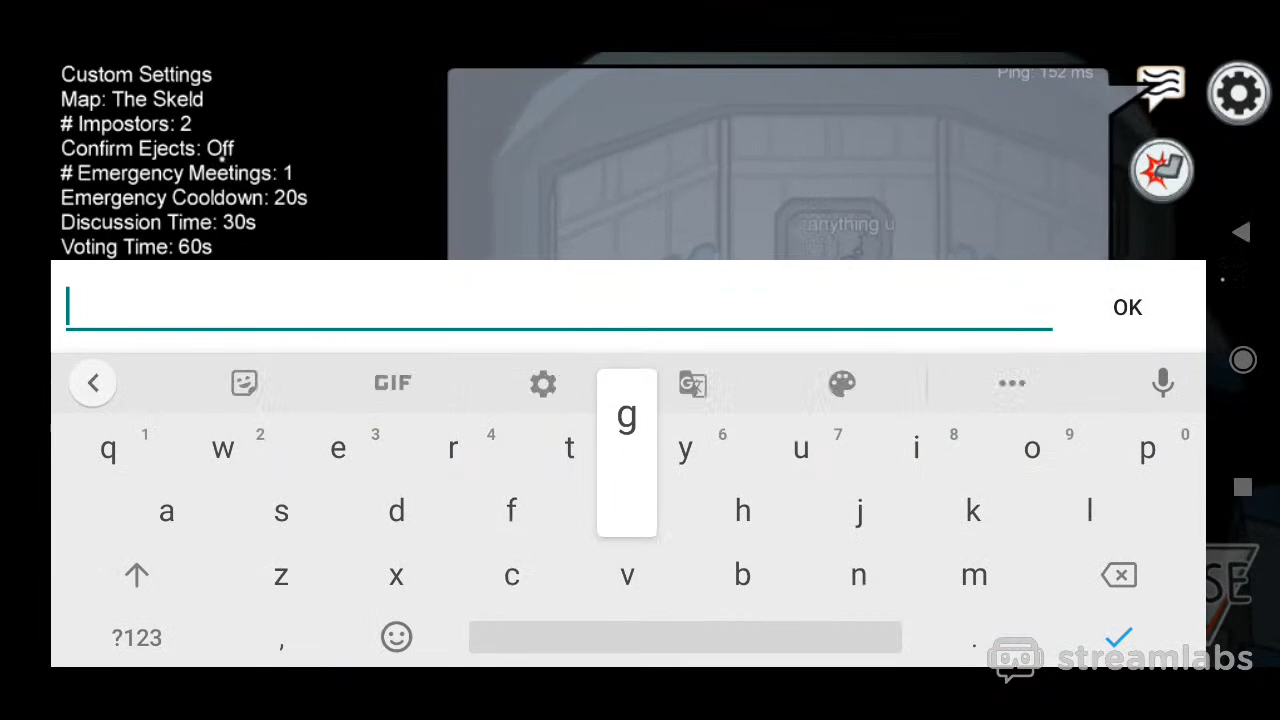 Custom Settings
Map: The Skeld
# Impostors: 2
Confirm Ejects: Off
# Emergency Meetings: 1
Emergency Cooldown: 20s
Discussion Time: 30s
Voting Time: 60s
Ping: 152 ms
anything u
OK
GIF
g
q 1 w 2 e 3 r 4 t y 6 u 7 i 8 o 9 p 0
a s d f h j k l
z x c v b n m
?123 , .
SE
streamlabs